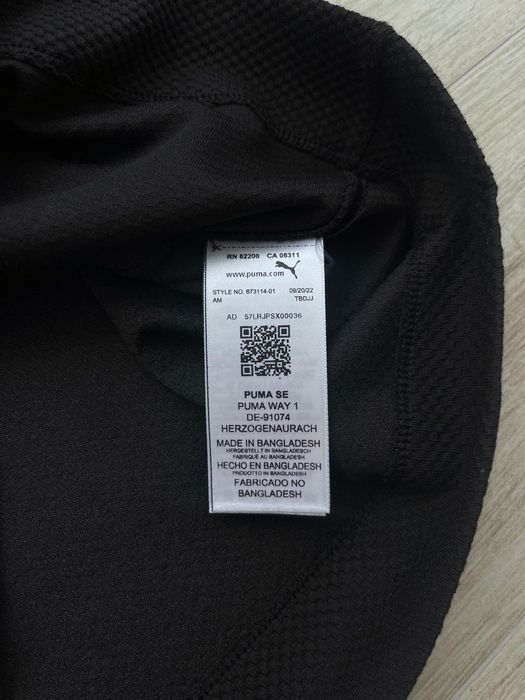 RN 62200 CA 05311
www.puma.com
STYLE NO. 673114-01 09/20/22
AM TBDJJ
AD 57LRJPSX00036
PUMA SE
PUMA WAY 1
DE-91074
HERZOGENAURACH
MADE IN BANGLADESH
HERGESTELLT IN BANGLADESCH
FABRIQUÉ AU BANGLADESH
HECHO EN BANGLADESH
PRODOTTO IN BANGLADESH
FABRICADO NO
BANGLADESH